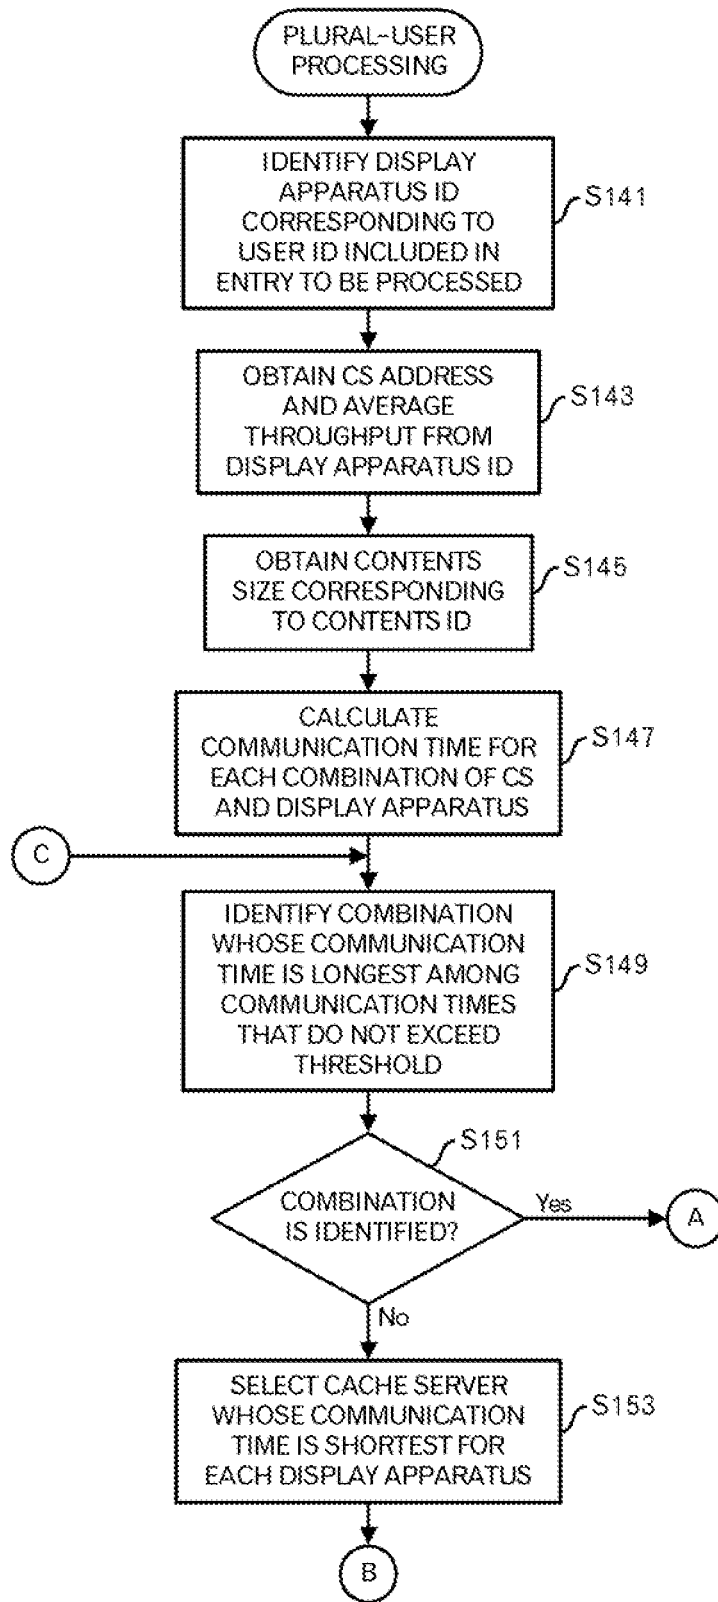 PLURAL-USER
PROCESSING
IDENTIFY DISPLAY
APPARATUS ID
CORRESPONDING TO
USER ID INCLUDED IN
ENTRY TO BE PROCESSED
S141
OBTAIN CS ADDRESS
AND AVERAGE
THROUGHPUT FROM
DISPLAY APPARATUS ID
S143
OBTAIN CONTENTS
SIZE CORRESPONDING
TO CONTENTS ID
S145
CALCULATE
COMMUNICATION TIME FOR
EACH COMBINATION OF CS
AND DISPLAY APPARATUS
S147
C
IDENTIFY COMBINATION
WHOSE COMMUNICATION
TIME IS LONGEST AMONG
COMMUNICATION TIMES
THAT DO NOT EXCEED
THRESHOLD
S149
S151
COMBINATION
IS IDENTIFIED?
Yes
A
No
SELECT CACHE SERVER
WHOSE COMMUNICATION
TIME IS SHORTEST FOR
EACH DISPLAY APPARATUS
S153
B